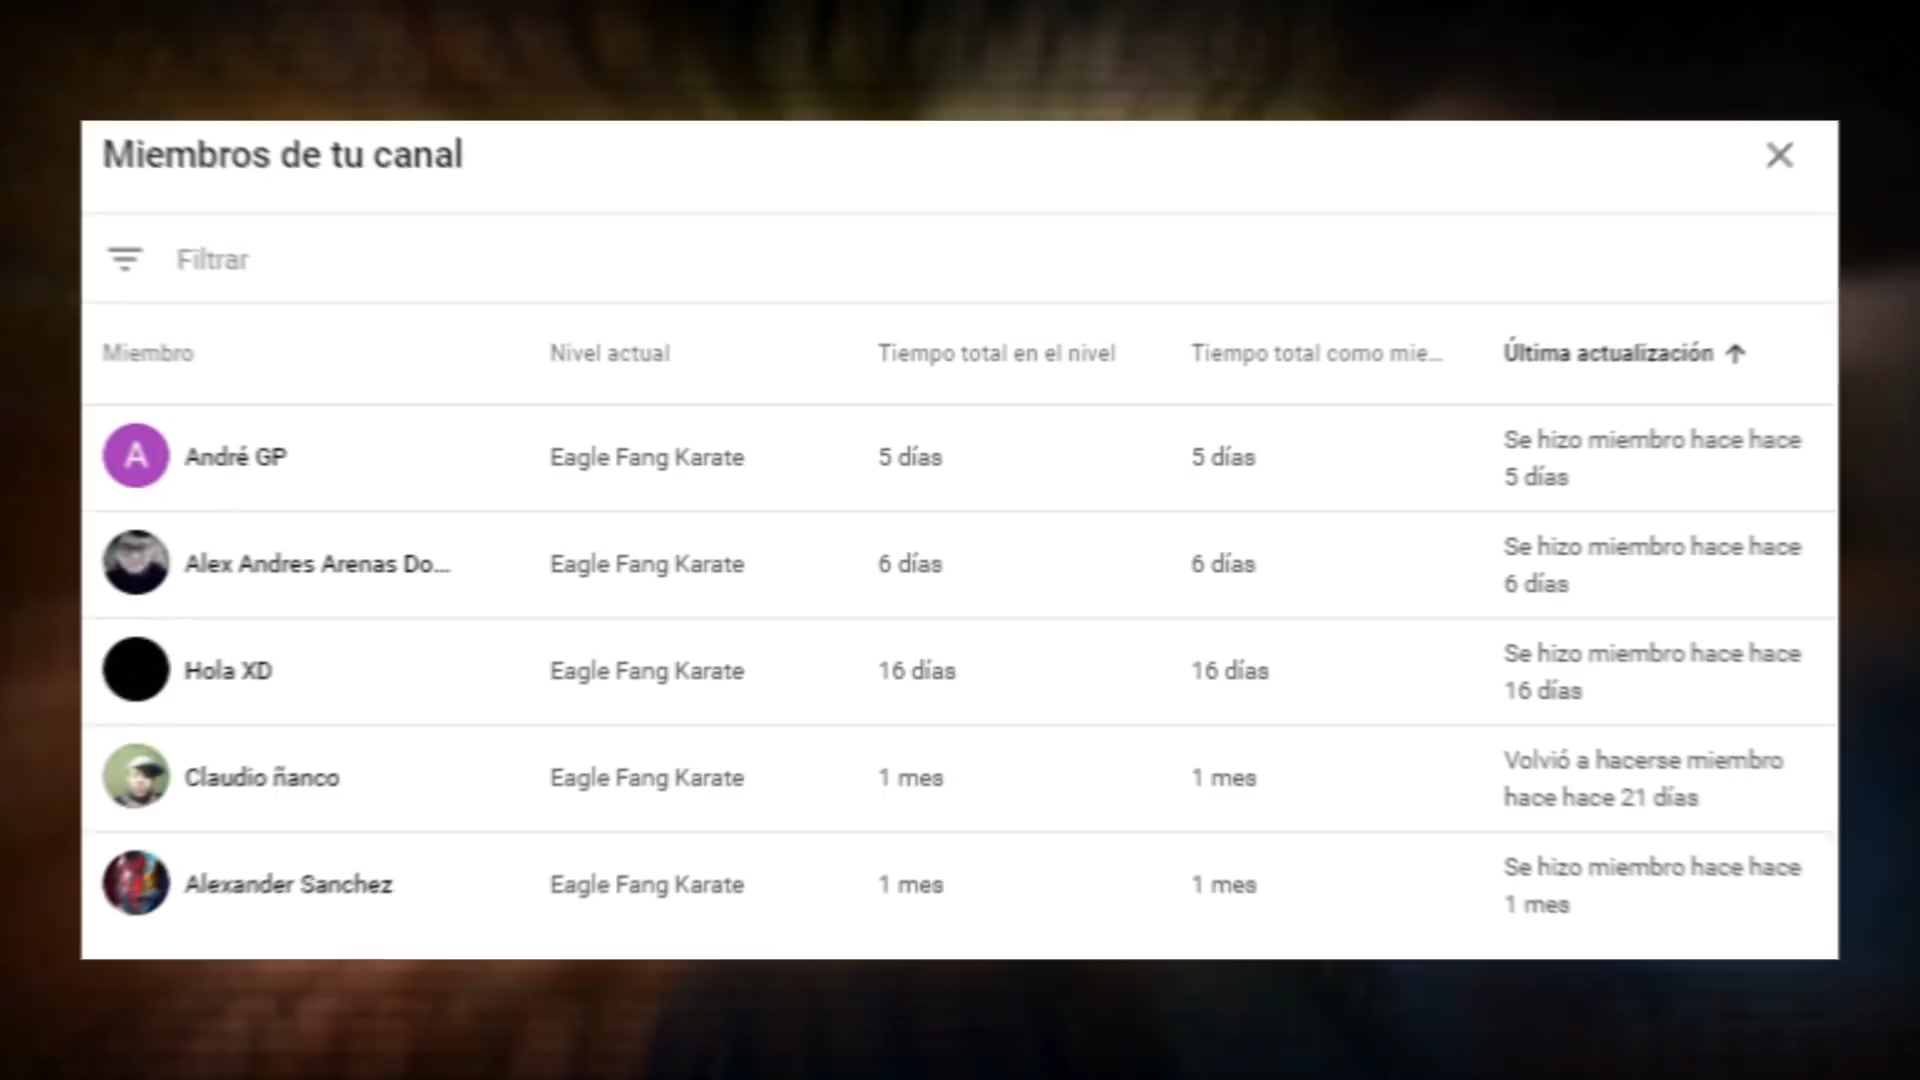 Miembros de tu canal
Filtrar
Miembro Nivel actual Tiempo total en el nivel Tiempo total como mie... Última actualización
A André GP Eagle Fang Karate 5 días 5 días Se hizo miembro hace hace
5 días
Alex Andres Arenas Do... Eagle Fang Karate 6 días 6 días Se hizo miembro hace hace
6 días
Hola XD Eagle Fang Karate 16 días 16 días Se hizo miembro hace hace
16 días
Claudio ñanco Eagle Fang Karate 1 mes 1 mes Volvió a hacerse miembro
hace hace 21 días
Alexander Sanchez Eagle Fang Karate 1 mes 1 mes Se hizo miembro hace hace
1 mes